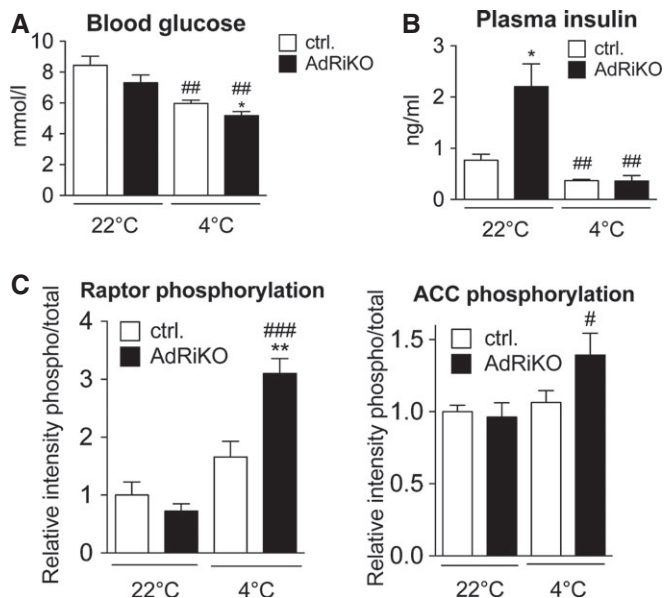 A
Blood glucose
mmol/l
10
8
6
4
2
0
##
##
*
22°C
4°C
ctrl.
AdRiKO
B
Plasma insulin
ng/ml
3
2
1
0
*
##
##
22°C
4°C
ctrl.
AdRiKO
C
Raptor phosphorylation
Relative intensity phospho/total
4
3
2
1
0
ctrl.
AdRiKO
###
**
22°C
4°C
ACC phosphorylation
Relative intensity phospho/total
1.5
1.0
0.5
0.0
ctrl.
AdRiKO
#
22°C
4°C